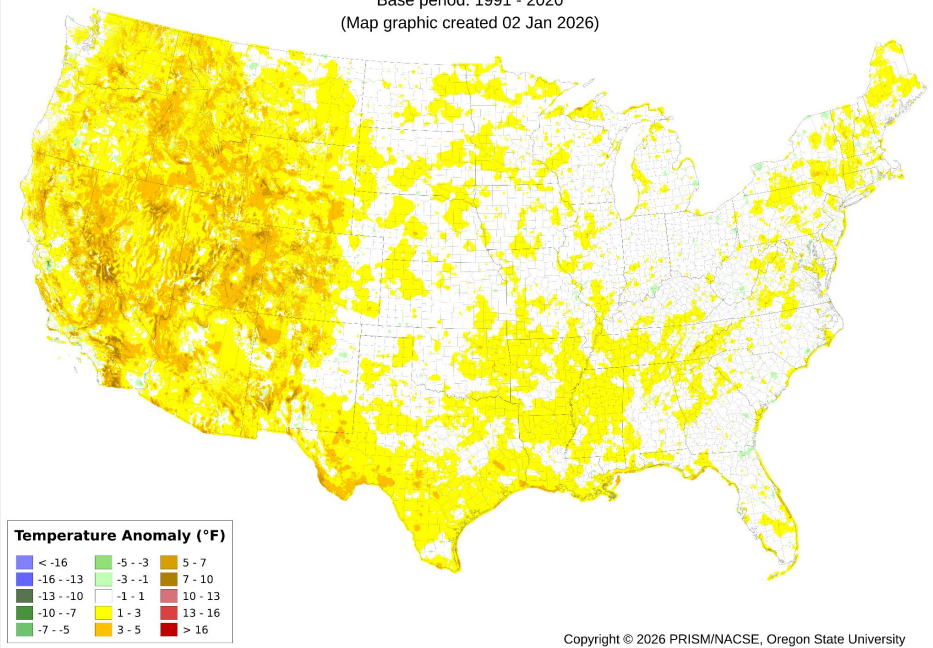 Base period: 1991 - 2020
(Map graphic created 02 Jan 2026)
Temperature Anomaly (°F)
< -16
-16 - -13
-13 - -10
-10 - -7
-7 - -5
-5 - -3
-3 - -1
-1 - 1
1 - 3
3 - 5
5 - 7
7 - 10
10 - 13
13 - 16
> 16
Copyright © 2026 PRISM/NACSE, Oregon State University